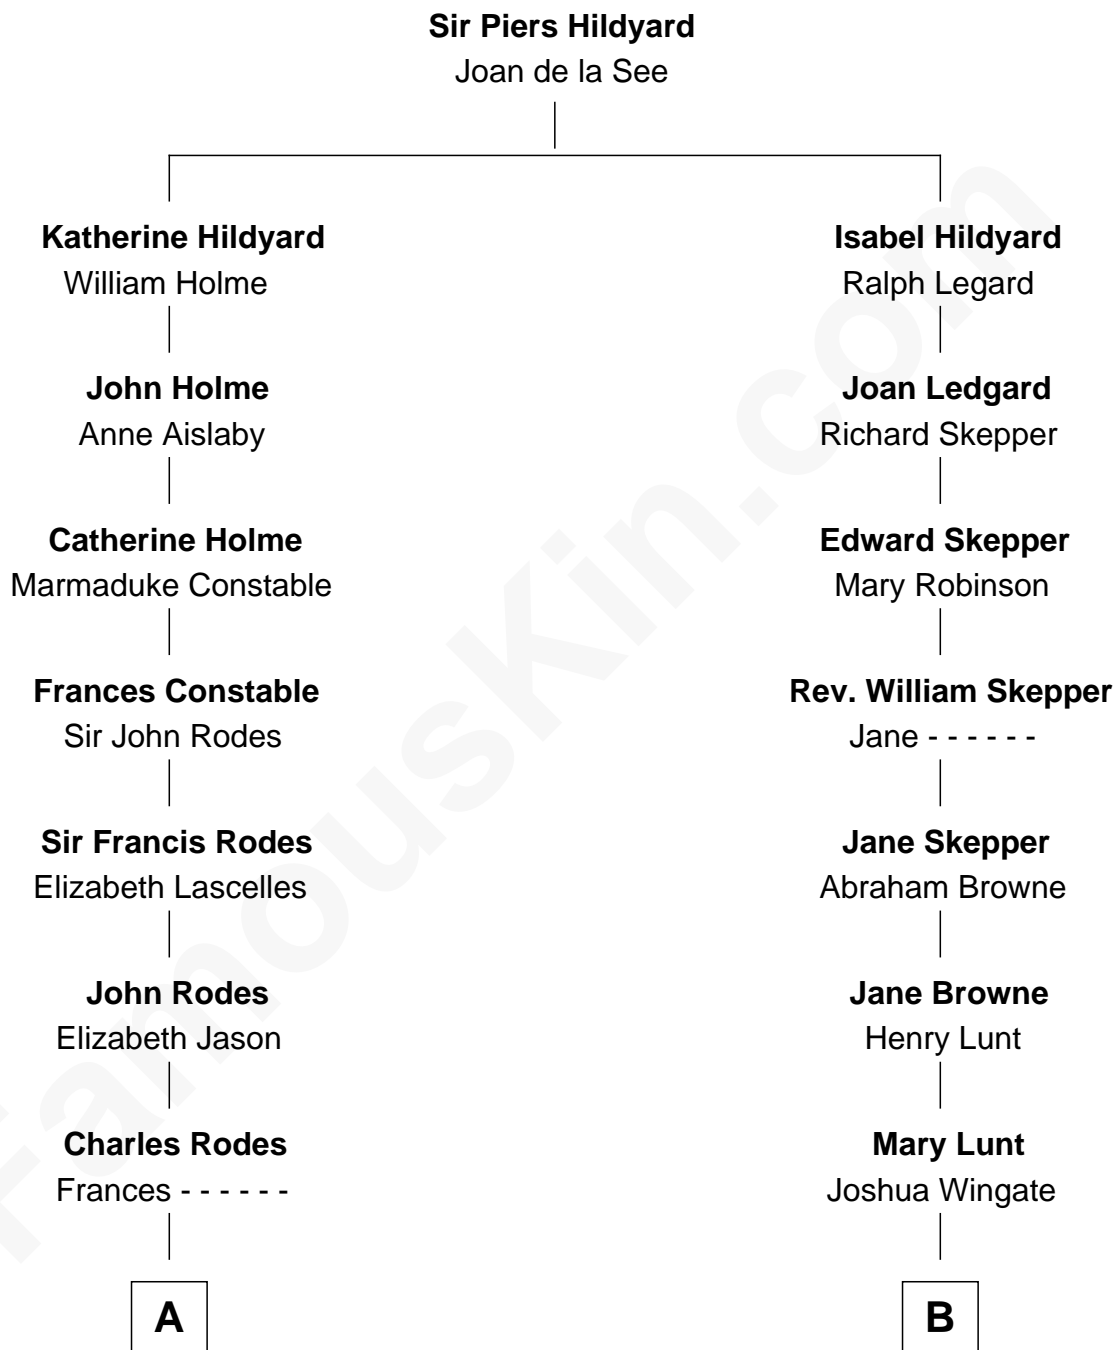 Sir Piers Hildyard
Joan de la See
Katherine Hildyard
William Holme
Isabel Hildyard
Ralph Legard
John Holme
Anne Aislaby
Joan Ledgard
Richard Skepper
Catherine Holme
Marmaduke Constable
Edward Skepper
Mary Robinson
Frances Constable
Sir John Rodes
Rev. William Skepper
Jane - - - - - -
Sir Francis Rodes
Elizabeth Lascelles
Jane Skepper
Abraham Browne
John Rodes
Elizabeth Jason
Jane Browne
Henry Lunt
Charles Rodes
Frances - - - - - -
Mary Lunt
Joshua Wingate
A
B
FamousKin.com